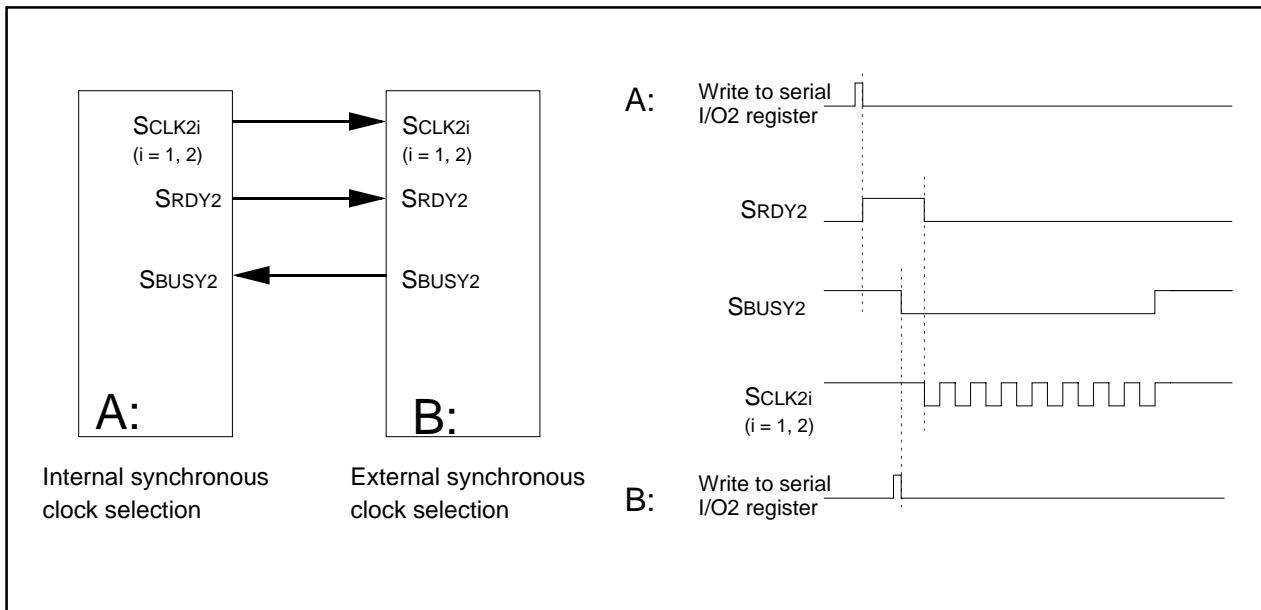 SCLK2i
(i = 1, 2)
SRDY2
SBUSY2
A:
Internal synchronous
clock selection
SCLK2i
(i = 1, 2)
SRDY2
SBUSY2
B:
External synchronous
clock selection
A:
Write to serial
I/O2 register
SRDY2
SBUSY2
SCLK2i
(i = 1, 2)
B:
Write to serial
I/O2 register